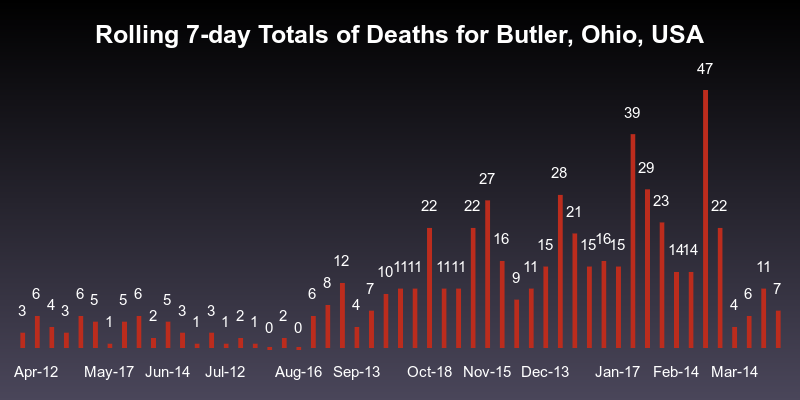 Rolling 7-day Totals of Deaths for Butler, Ohio, USA
3 6 4 3 6 5 1 5 6 2 5 3 1 3 1 2 1 0 2 0 6 8 12 4 7 10 11 11 22 11 11 22 27 16 9 11 15 28 21 15 16 15 39 29 23 14 14 47 22 4 6 11 7
Apr-12 May-17 Jun-14 Jul-12 Aug-16 Sep-13 Oct-18 Nov-15 Dec-13 Jan-17 Feb-14 Mar-14